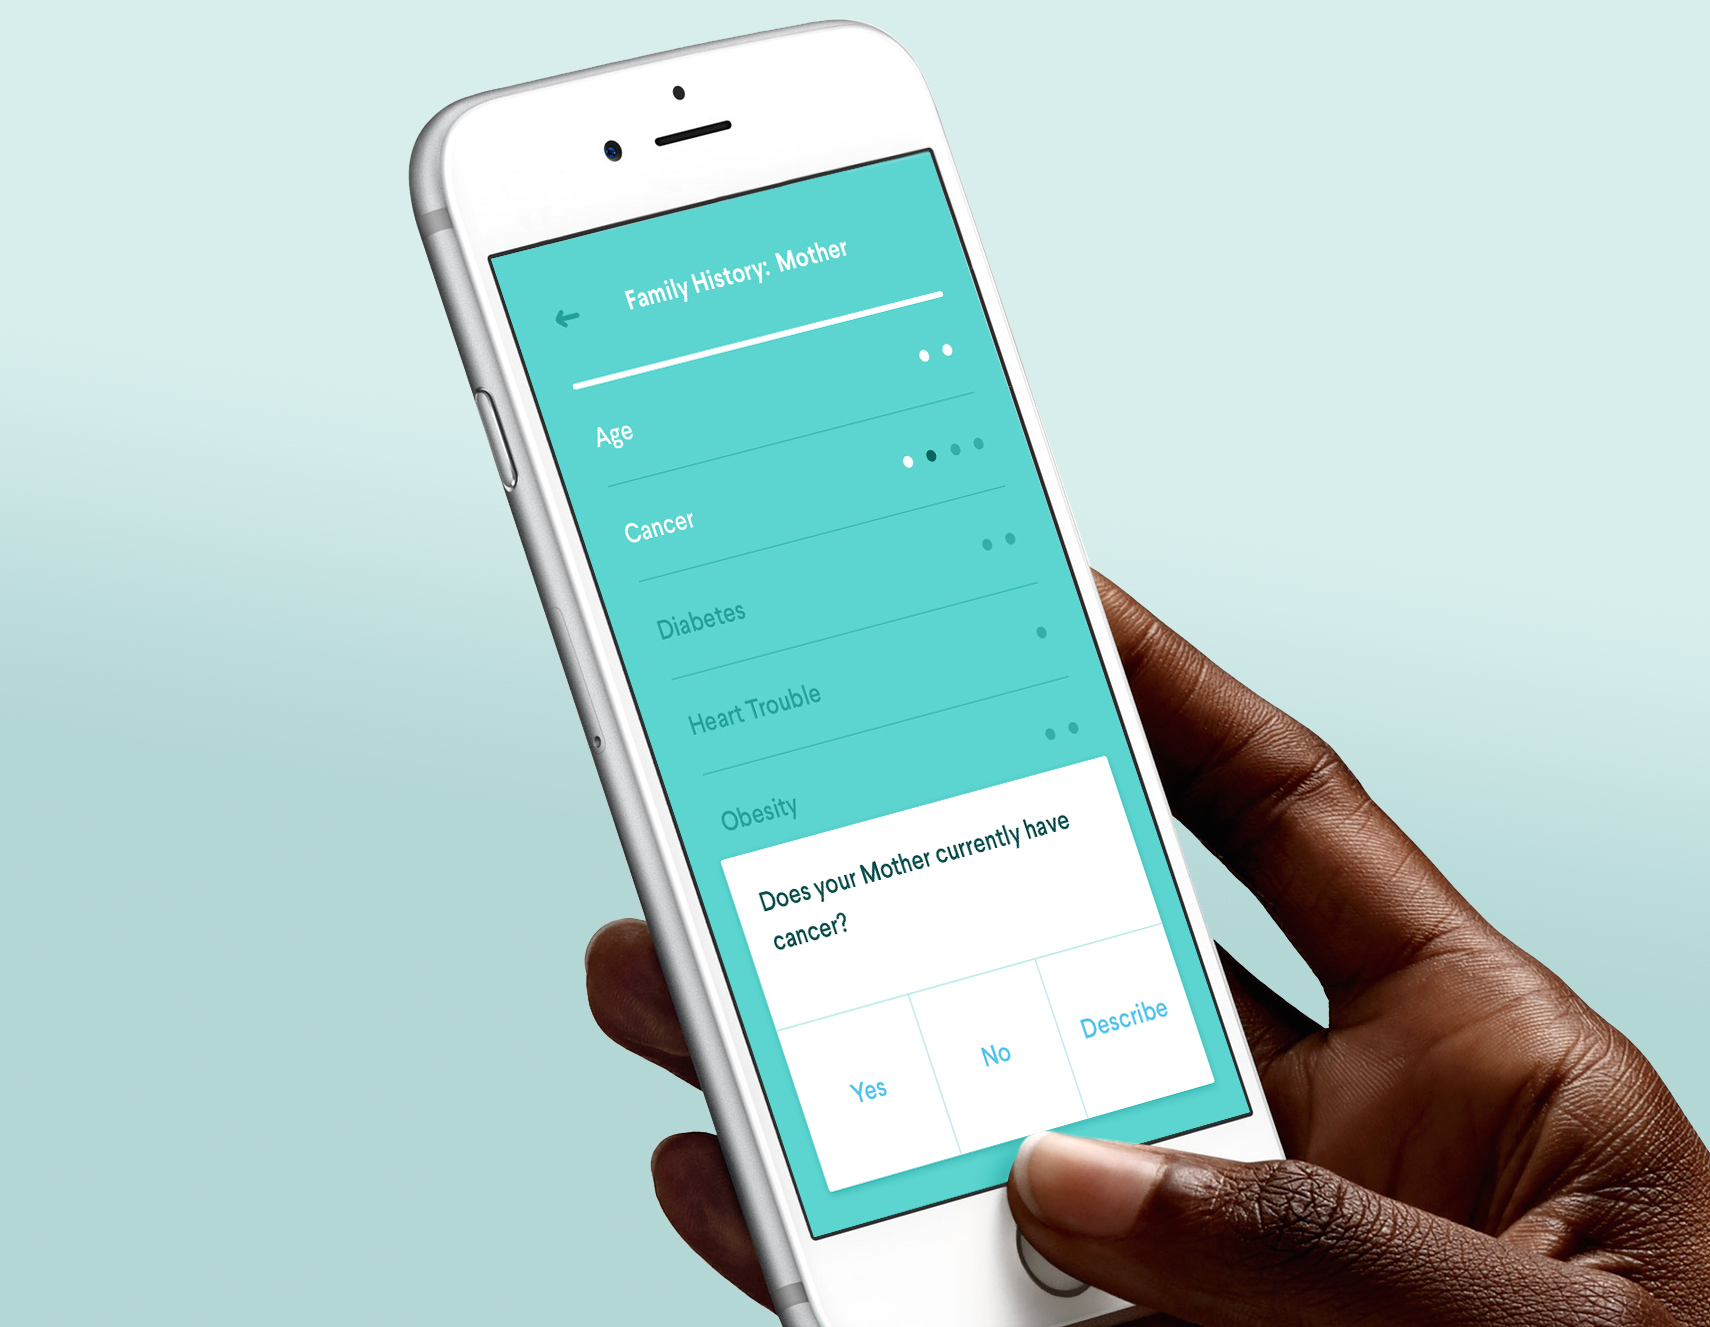 Family History: Mother
Age
Cancer
Diabetes
Heart Trouble
Obesity
Does your Mother currently have
cancer?
Yes
No
Describe